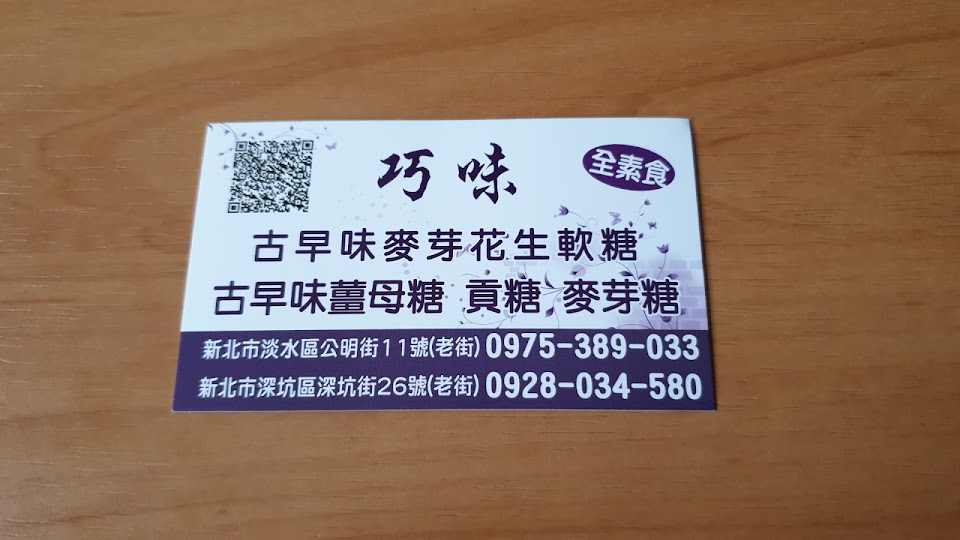 巧味
全素食
古早味麥芽花生軟糖
古早味薑母糖 貢糖 麥芽糖
新北市淡水區公明街11號(老街) 0975-389-033
新北市深坑區深坑街26號(老街) 0928-034-580